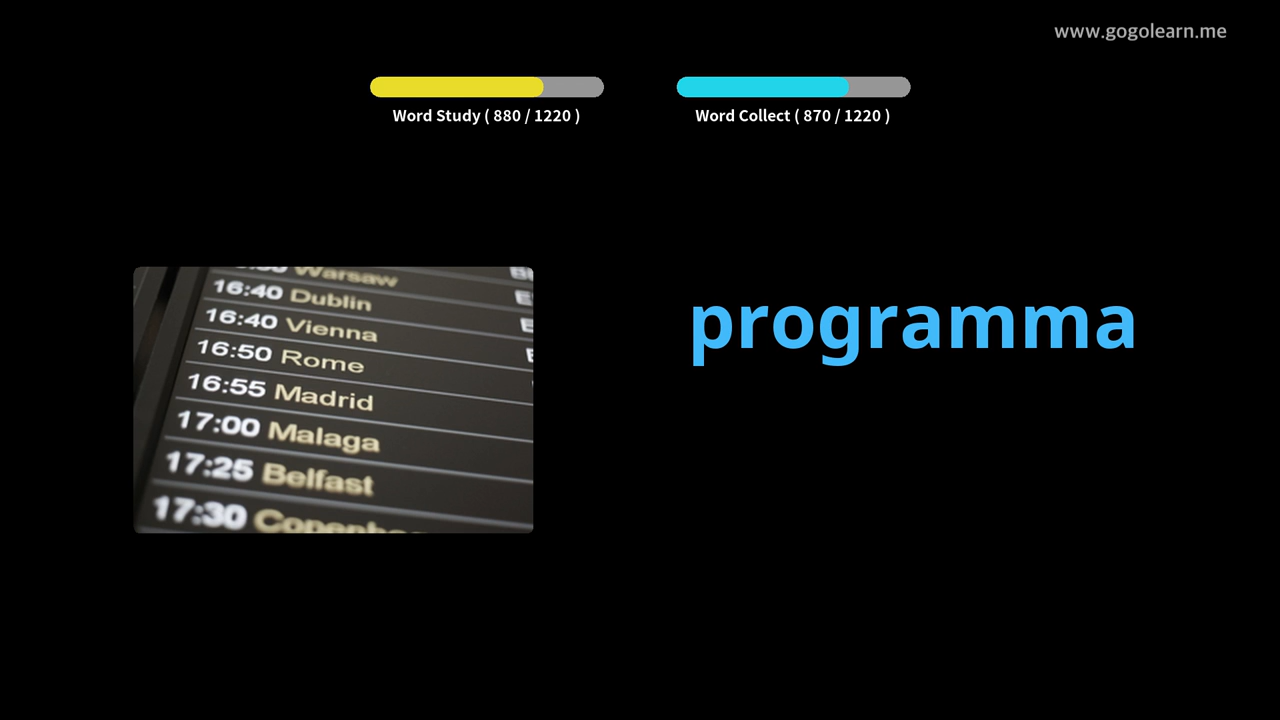 www.gogolearn.me
Word Study ( 880 / 1220 )
Word Collect ( 870 / 1220 )
Warsaw
16:40 Dublin
16:40 Vienna
16:50 Rome
16:55 Madrid
17:00 Malaga
17:25 Belfast
17:30
programma